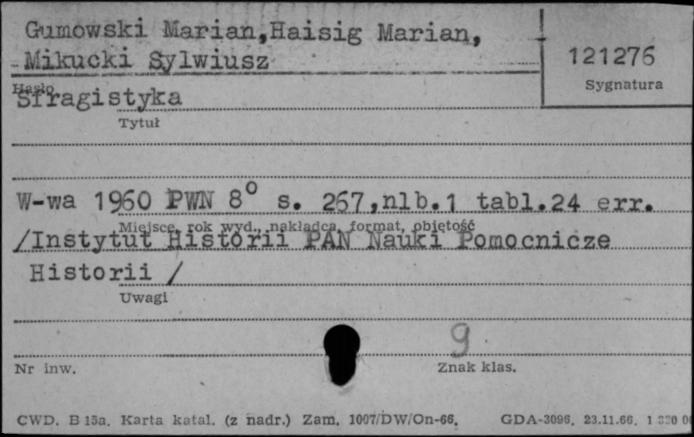 Gumowski Marian,Haisig Marian,
Mikucki Sylwiusz
121276
Sygnatura
Hasło
Sfragistyka
Tytuł
W-wa 1960 PWN 8° s. 267,nlb.1 tabl.24 err.
Miejsce, rok wyd., nakładca, format, objętość
/Instytut Historii PAN Nauki Pomocnicze
Historii /
Uwagi
9
Nr inw.
Znak klas.
CWD. B 15a. Karta katal. (z nadr.) Zam. 1007/DW/On-66. GDA-3096. 23.11.66.